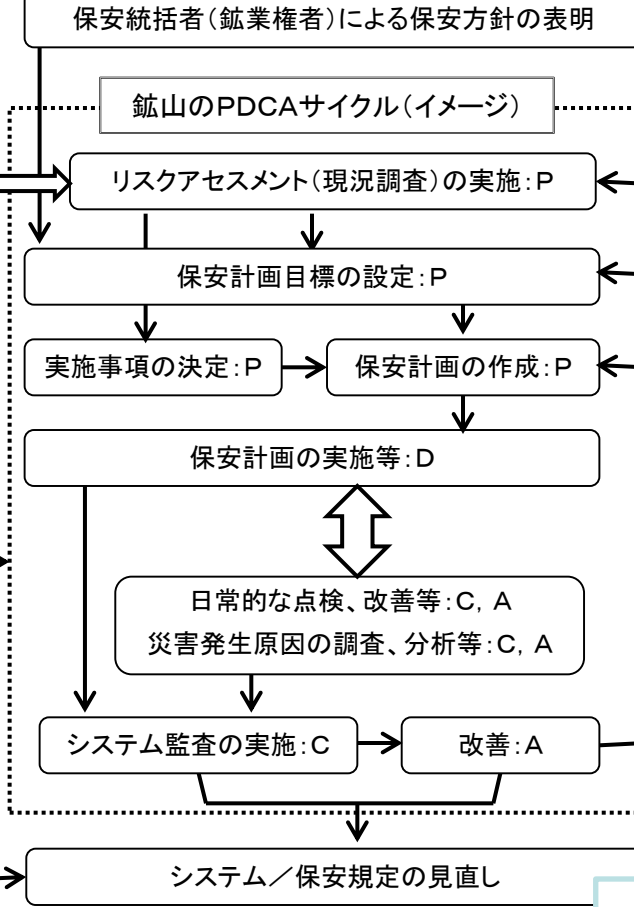 保安統括者(鉱業権者)による保安方針の表明
鉱山のPDCAサイクル(イメージ)
リスクアセスメント(現況調査)の実施:P
保安計画目標の設定:P
実施事項の決定:P
保安計画の作成:P
保安計画の実施等:D
日常的な点検、改善等:C, A
災害発生原因の調査、分析等:C, A
システム監査の実施:C
改善:A
システム/保安規定の見直し